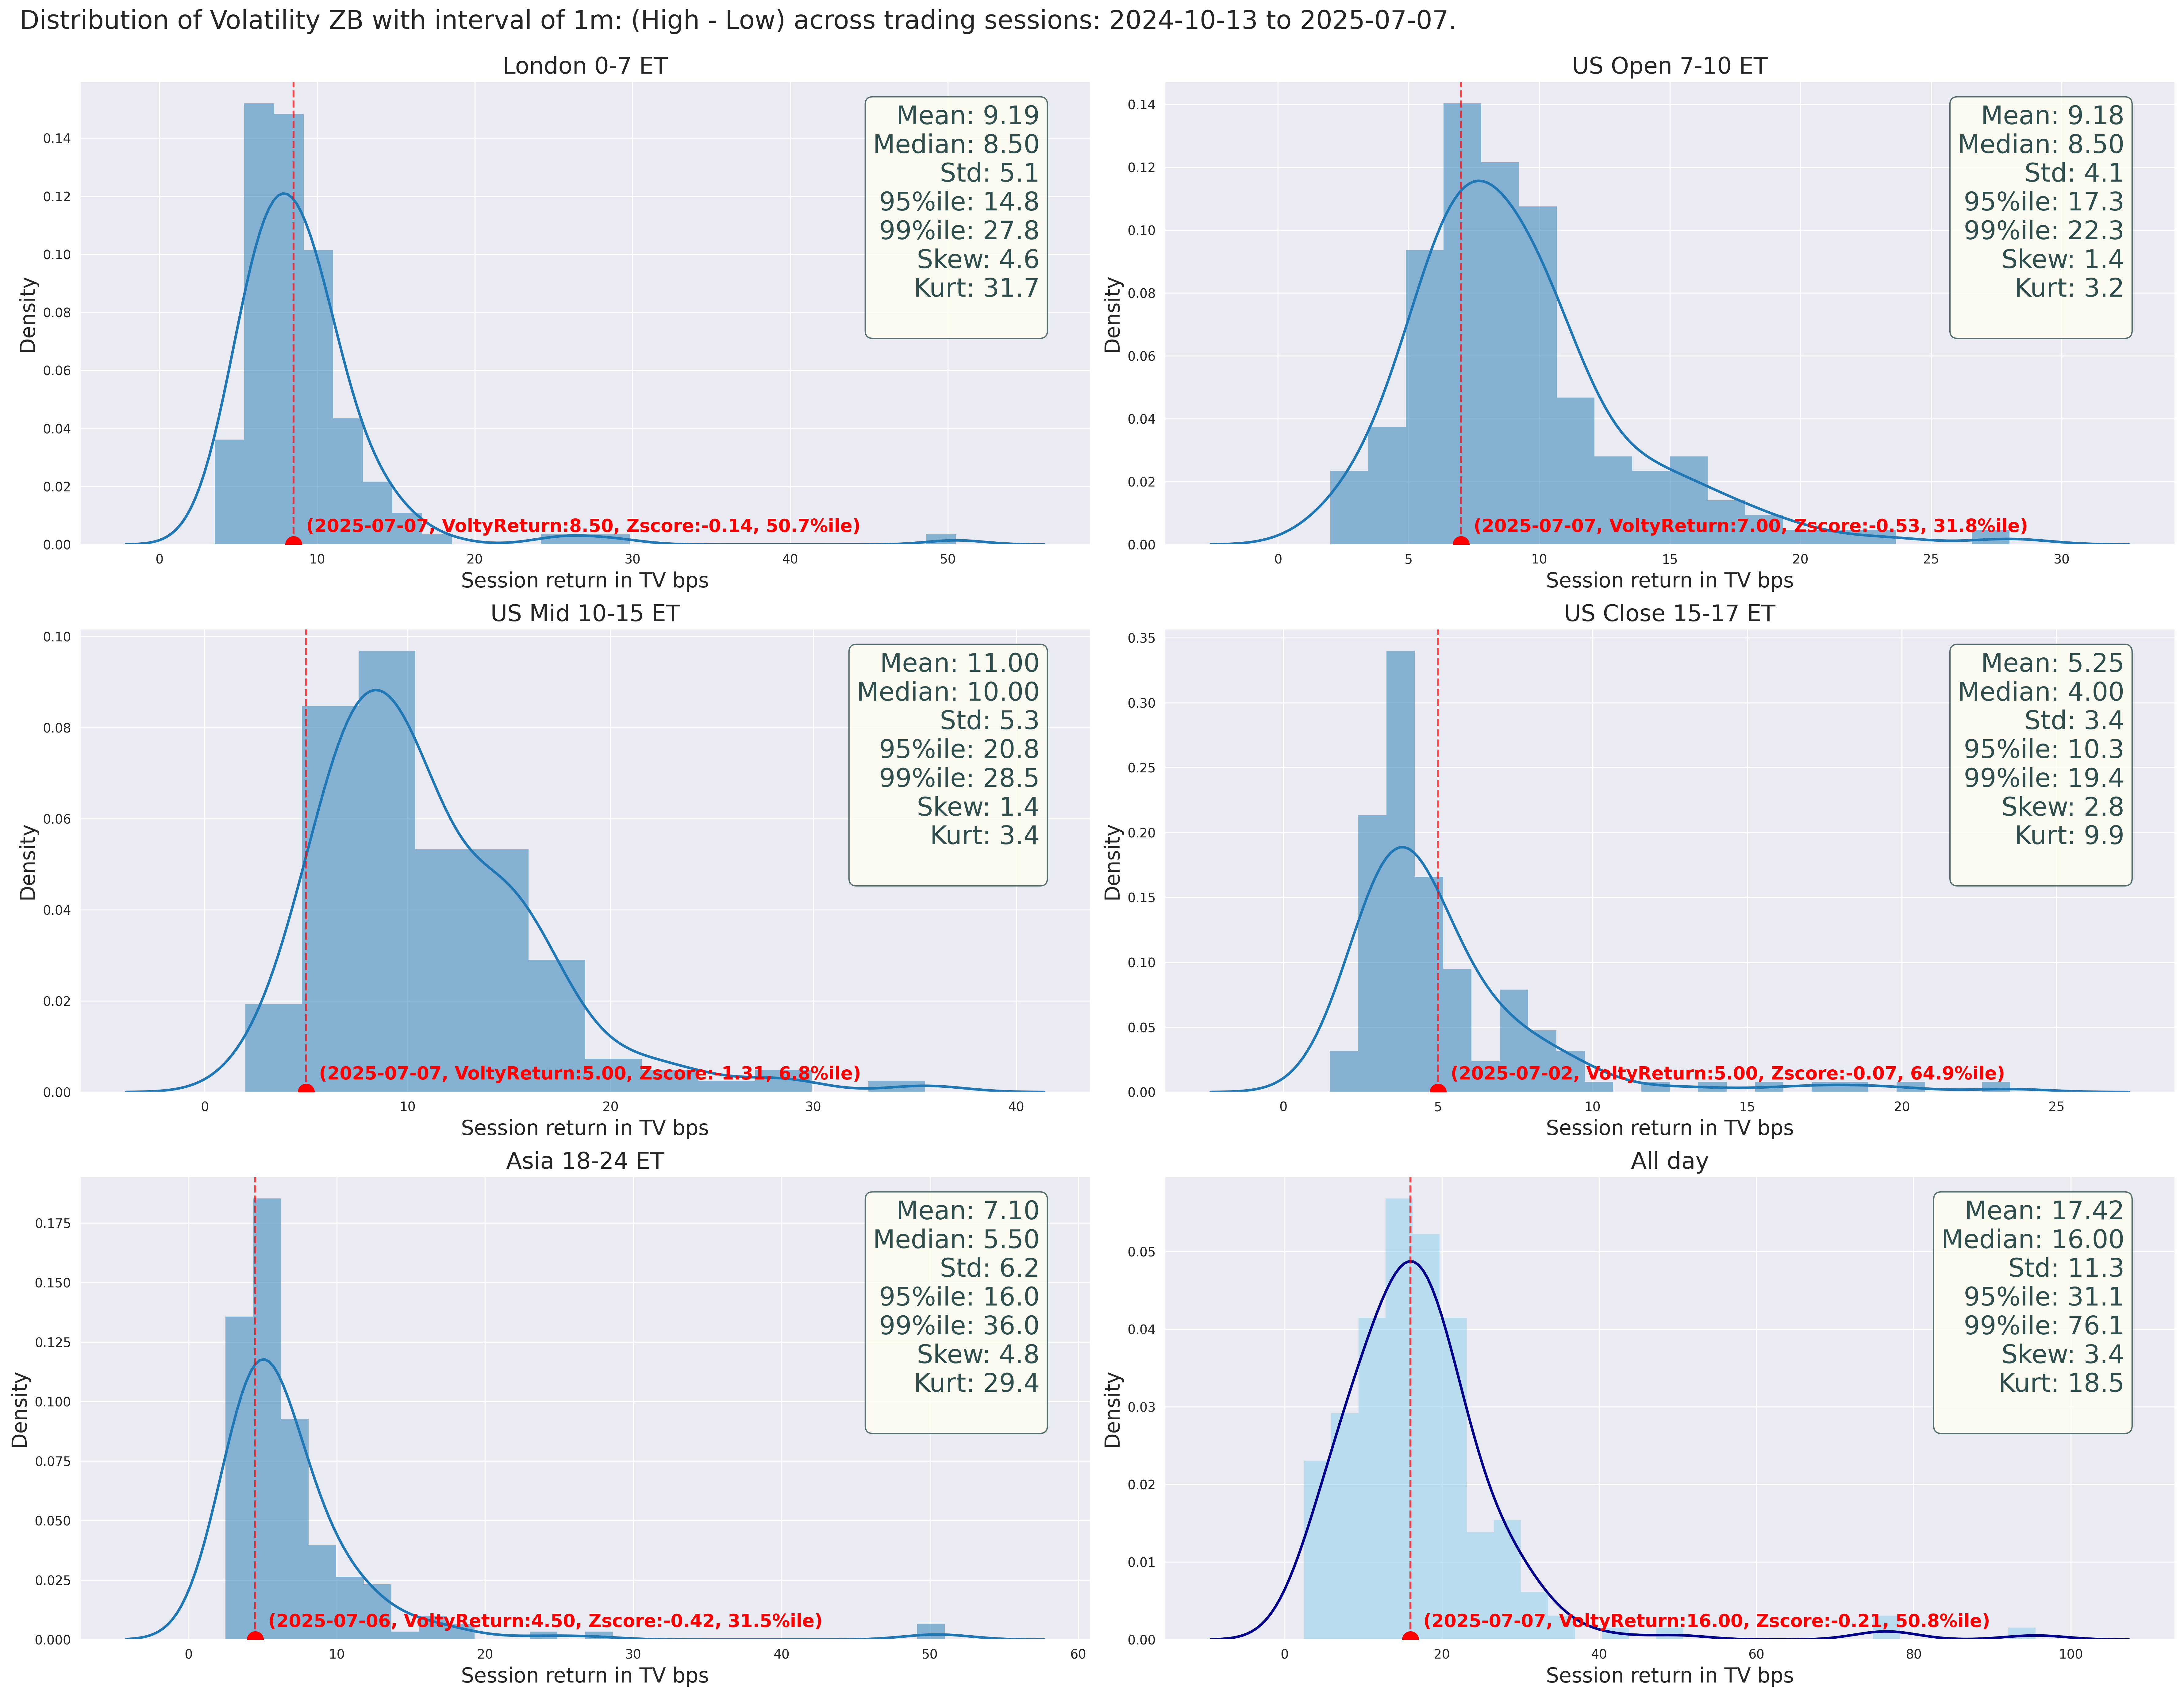 Distribution of Volatility ZB with interval of 1m: (High - Low) across trading sessions: 2024-10-13 to 2025-07-07.
London 0-7 ET
Density
0.14
0.12
0.10
0.08
0.06
0.04
0.02
0.00
Mean: 9.19
Median: 8.50
Std: 5.1
95%ile: 14.8
99%ile: 27.8
Skew: 4.6
Kurt: 31.7
(2025-07-07, VoltyReturn:8.50, Zscore:-0.14, 50.7%ile)
0 10 20 30 40 50
Session return in TV bps
US Open 7-10 ET
Density
0.14
0.12
0.10
0.08
0.06
0.04
0.02
0.00
Mean: 9.18
Median: 8.50
Std: 4.1
95%ile: 17.3
99%ile: 22.3
Skew: 1.4
Kurt: 3.2
(2025-07-07, VoltyReturn:7.00, Zscore:-0.53, 31.8%ile)
0 5 10 15 20 25 30
Session return in TV bps
US Mid 10-15 ET
Density
0.10
0.08
0.06
0.04
0.02
0.00
Mean: 11.00
Median: 10.00
Std: 5.3
95%ile: 20.8
99%ile: 28.5
Skew: 1.4
Kurt: 3.4
(2025-07-07, VoltyReturn:5.00, Zscore:-1.31, 6.8%ile)
0 10 20 30 40
Session return in TV bps
US Close 15-17 ET
Density
0.35
0.30
0.25
0.20
0.15
0.10
0.05
0.00
Mean: 5.25
Median: 4.00
Std: 3.4
95%ile: 10.3
99%ile: 19.4
Skew: 2.8
Kurt: 9.9
(2025-07-02, VoltyReturn:5.00, Zscore:-0.07, 64.9%ile)
0 5 10 15 20 25
Session return in TV bps
Asia 18-24 ET
Density
0.175
0.150
0.125
0.100
0.075
0.050
0.025
0.000
Mean: 7.10
Median: 5.50
Std: 6.2
95%ile: 16.0
99%ile: 36.0
Skew: 4.8
Kurt: 29.4
(2025-07-06, VoltyReturn:4.50, Zscore:-0.42, 31.5%ile)
0 10 20 30 40 50 60
Session return in TV bps
All day
Density
0.05
0.04
0.03
0.02
0.01
0.00
Mean: 17.42
Median: 16.00
Std: 11.3
95%ile: 31.1
99%ile: 76.1
Skew: 3.4
Kurt: 18.5
(2025-07-07, VoltyReturn:16.00, Zscore:-0.21, 50.8%ile)
0 20 40 60 80 100
Session return in TV bps